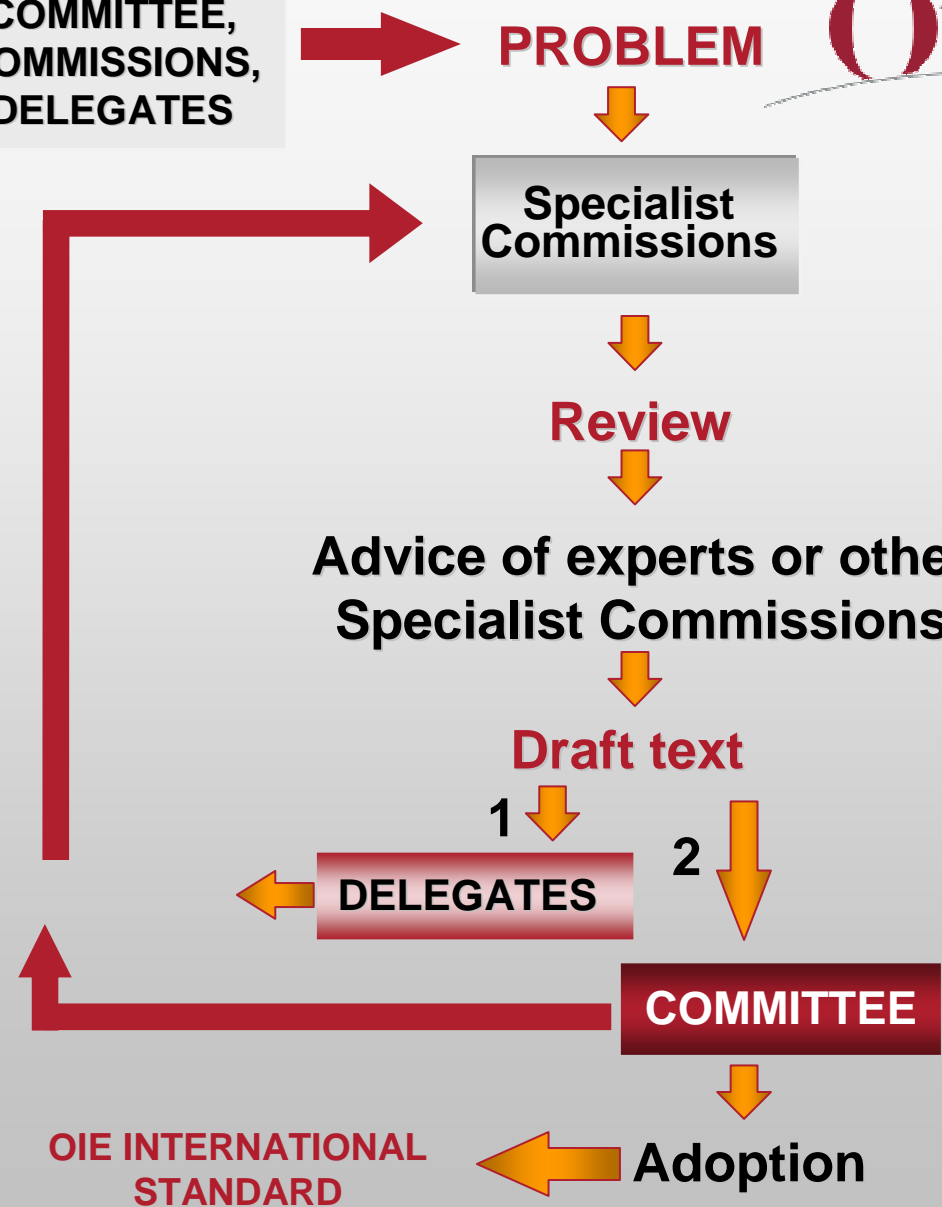 COMMITTEE,
COMMISSIONS,
DELEGATES
PROBLEM
Specialist
Commissions
Review
Advice of experts or othe
Specialist Commissions
Draft text
1
2
DELEGATES
COMMITTEE
Adoption
OIE INTERNATIONAL
STANDARD